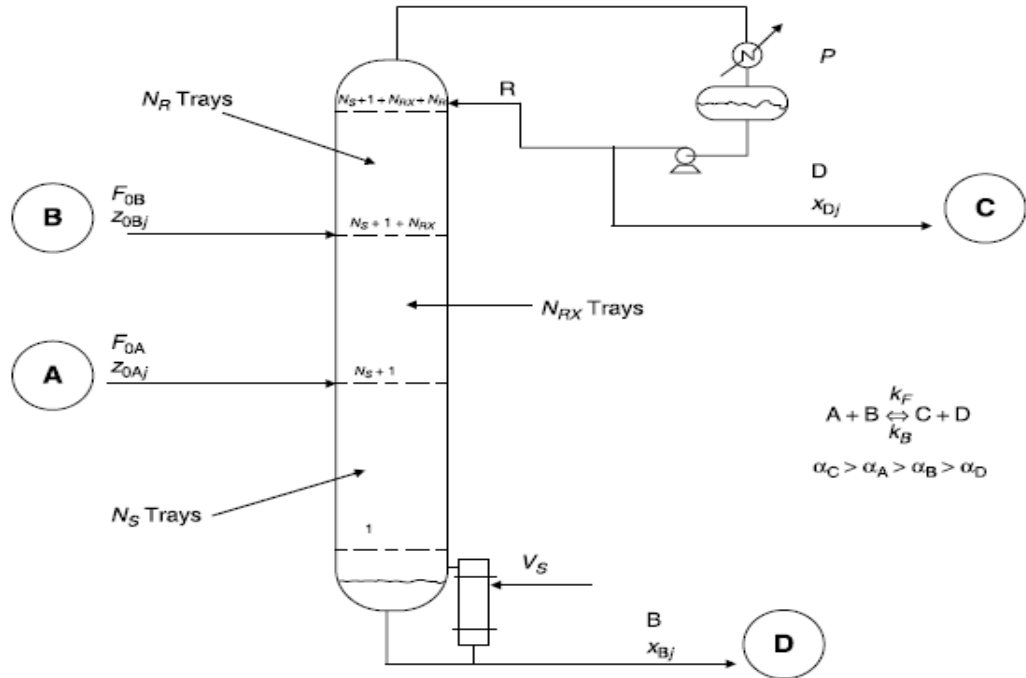 P
N_S+1+N_RX+N_R
R
N_R Trays
D
x_Dj
C
B
F_0B
z_0Bj
N_S+1+N_RX
N_RX Trays
A
F_0A
z_0Aj
N_S+1
k_F
A + B ⇔ C + D
k_B
α_C > α_A > α_B > α_D
N_S Trays
1
V_S
B
x_Bj
D